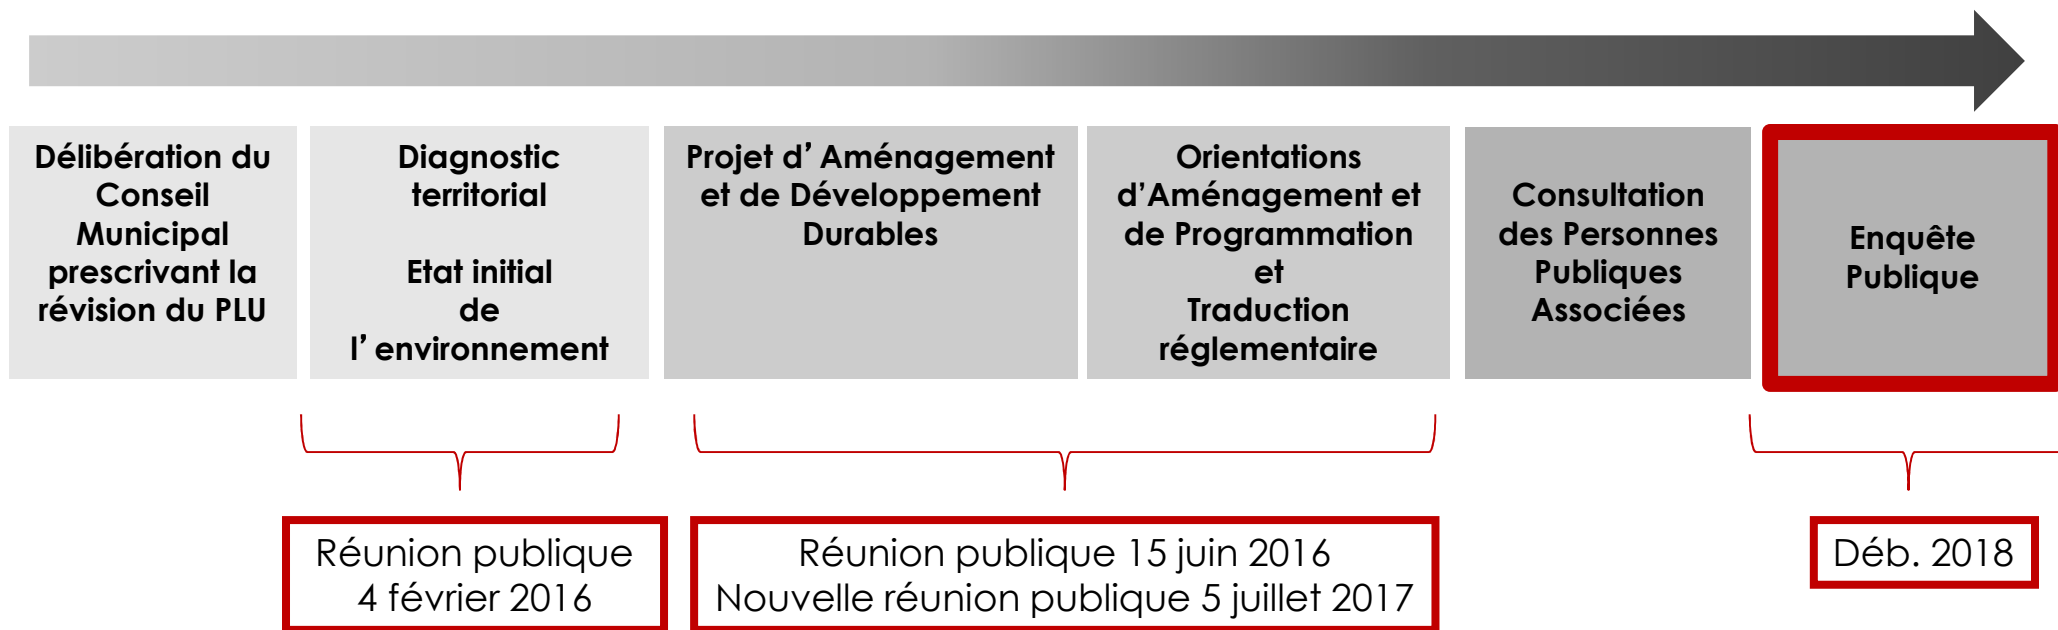 Délibération du
Conseil
Municipal
prescrivant la
révision du PLU
Diagnostic
territorial
Etat initial
de
l’ environnement
Projet d’ Aménagement
et de Développement
Durables
Orientations
d’Aménagement et
de Programmation
et
Traduction
réglementaire
Consultation
des Personnes
Publiques
Associées
Enquête
Publique
Réunion publique
4 février 2016
Réunion publique 15 juin 2016
Nouvelle réunion publique 5 juillet 2017
Déb. 2018